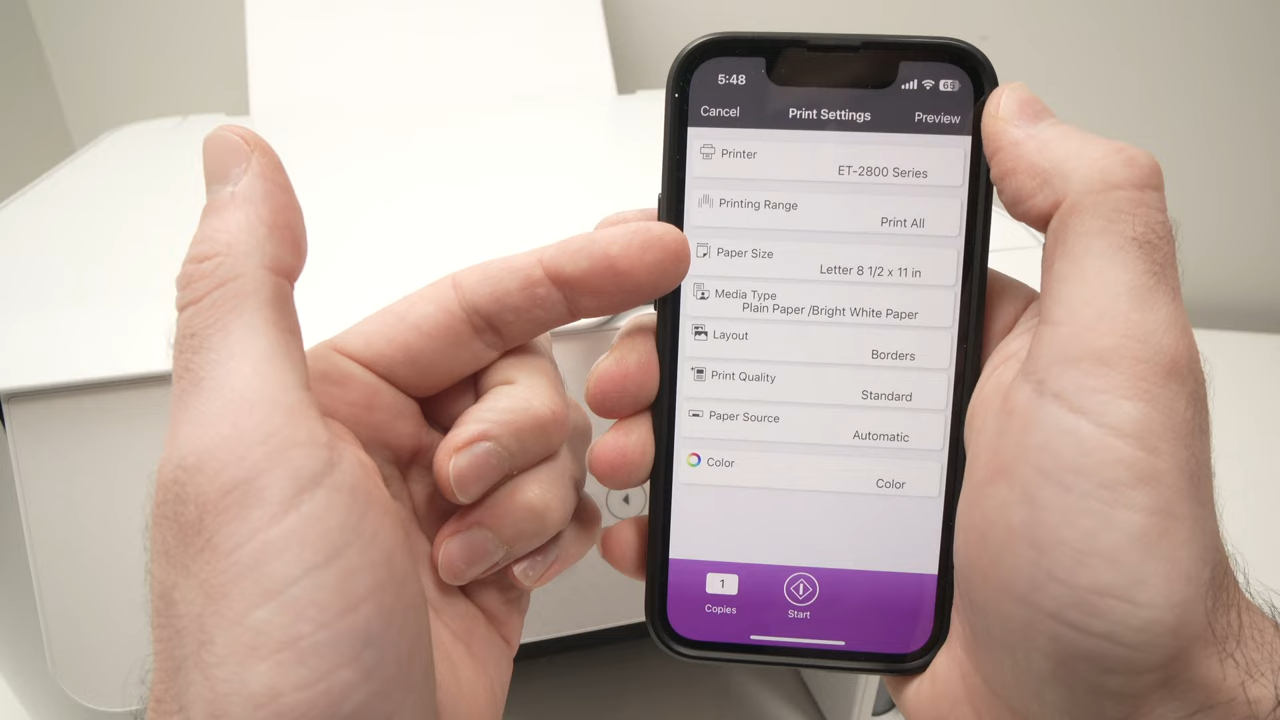 5:48
65
Cancel
Print Settings
Preview
Printer
ET-2800 Series
Printing Range
Print All
Paper Size
Letter 8 1/2 x 11 in
Media Type
Plain Paper /Bright White Paper
Layout
Borders
Print Quality
Standard
Paper Source
Automatic
Color
Color
1
Copies
Start